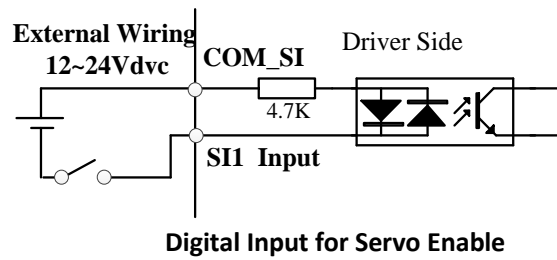 External Wiring
12~24Vdvc
COM_SI
Driver Side
4.7K
SI1 Input
Digital Input for Servo Enable